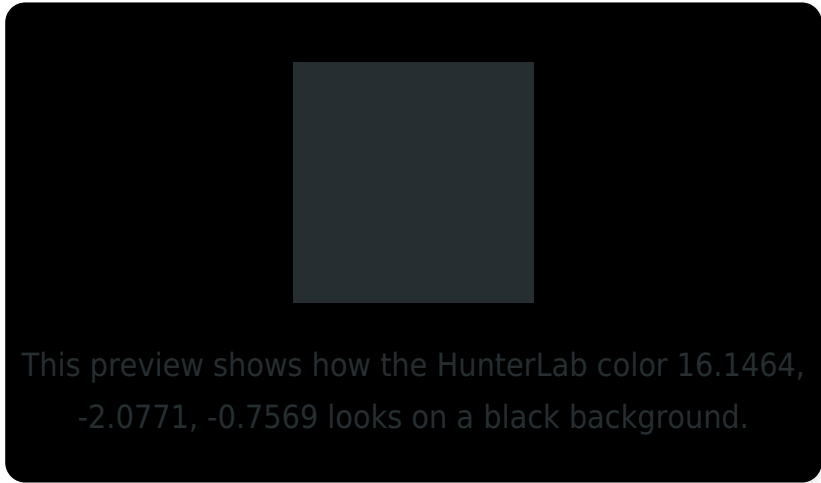 This preview shows how the HunterLab color 16.1464,
-2.0771, -0.7569 looks on a black background.